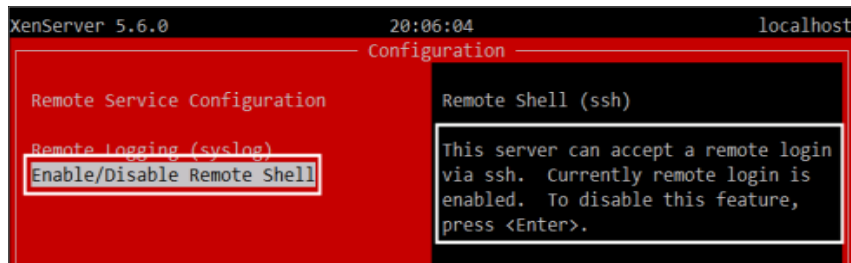 XenServer 5.6.0 20:06:04 localhost
Configuration
Remote Service Configuration
Remote Logging (syslog)
Enable/Disable Remote Shell
Remote Shell (ssh)
This server can accept a remote login
via ssh. Currently remote login is
enabled. To disable this feature,
press <Enter>.